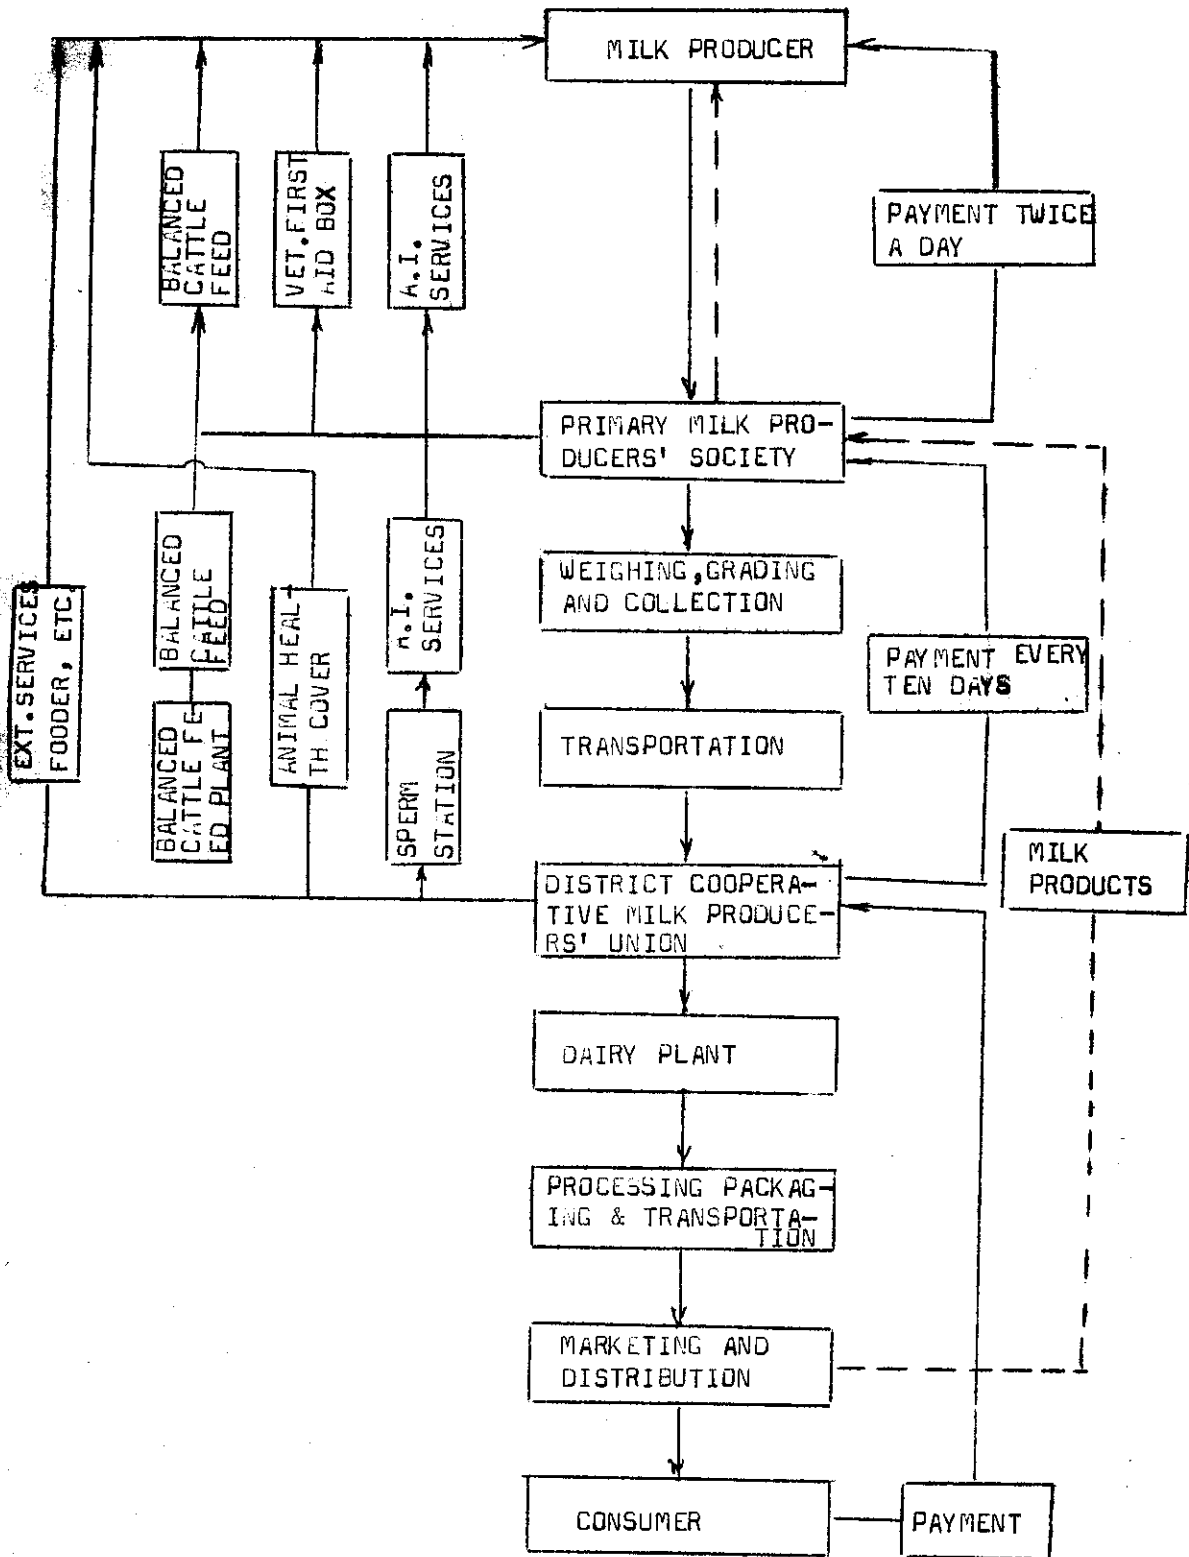 MILK PRODUCER
BALANCED
CATTLE
FEED
VET.FIRST
AID BOX
A.I.
SERVICES
PAYMENT TWICE
A DAY
PRIMARY MILK PRO-
DUCERS' SOCIETY
WEIGHING,GRADING
AND COLLECTION
EXT.SERVICES
FOODER, ETC.
BALANCED
CATTLE
FEED
BALANCED
CATTLE FE
ED PLANT
ANIMAL HEAL-
TH COVER
A.I.
SERVICES
SPERM
STATION
PAYMENT EVERY
TEN DAYS
TRANSPORTATION
DISTRICT COOPERA-
TIVE MILK PRODUCE-
RS' UNION
MILK
PRODUCTS
DAIRY PLANT
PROCESSING PACKAG-
ING & TRANSPORTA-
TION
MARKETING AND
DISTRIBUTION
CONSUMER
PAYMENT